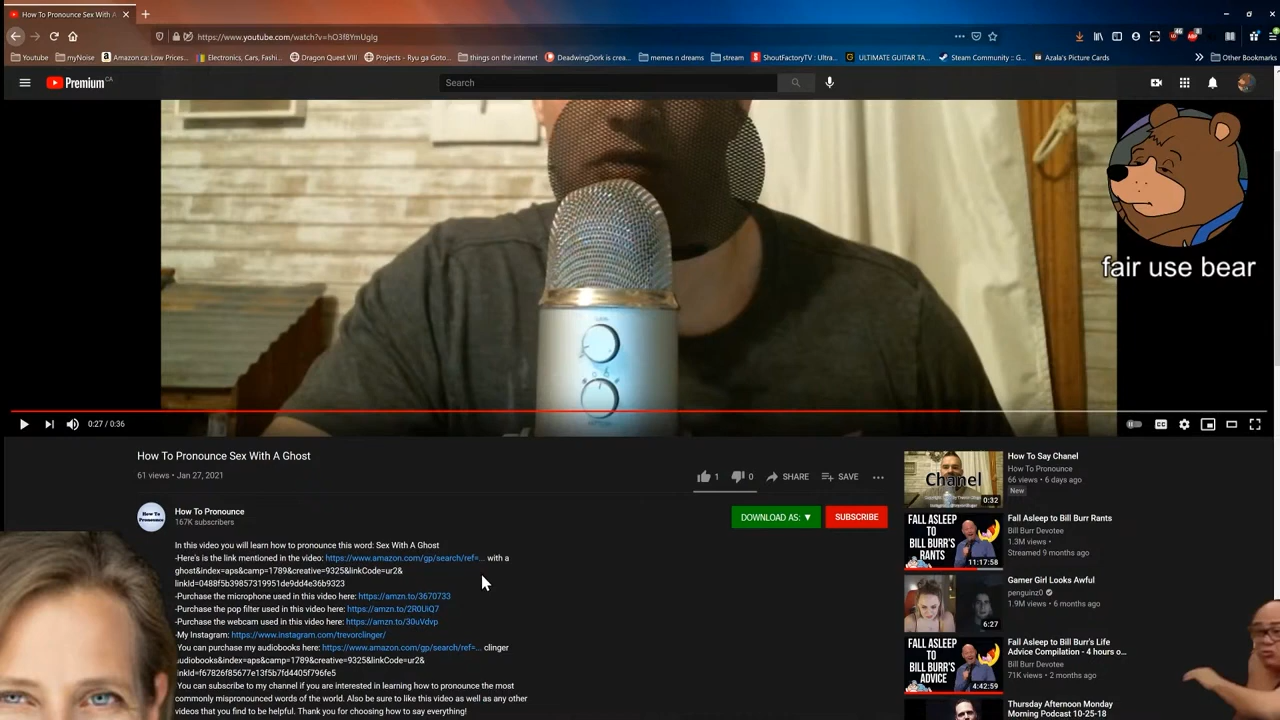 How To Pronounce Sex With A
https://www.youtube.com/watch?v=hO3f8YmUgIg
Youtube
myNoise
Amazon.ca: Low Prices...
Electronics, Cars, Fashi...
Dragon Quest VIII
Projects - Ryu ga Goto...
things on the internet
DeadwingDork is crea...
memes n dreams
stream
ShoutFactoryTV : Ultra...
ULTIMATE GUITAR TA...
Steam Community :: G...
Azala's Picture Cards
Other Bookmarks
Premium CA
Search
fair use bear
0:27 / 0:36
How To Pronounce Sex With A Ghost
61 views • Jan 27, 2021
1
0
SHARE
SAVE
How To Pronounce
How To Pronounce
167K subscribers
DOWNLOAD AS: ▼
SUBSCRIBE
In this video you will learn how to pronounce this word: Sex With A Ghost
-Here's is the link mentioned in the video: https://www.amazon.com/gp/search/ref=... with a
ghost&index=aps&camp=1789&creative=9325&linkCode=ur2&
linkId=0488f5b39857319951de9dd4e36b9323
-Purchase the microphone used in this video here: https://amzn.to/3670733
-Purchase the pop filter used in this video here: https://amzn.to/2R0UiQ7
-Purchase the webcam used in this video here: https://amzn.to/30uVdvp
-My Instagram: https://www.instagram.com/trevorclinger/
You can purchase my audiobooks here: https://www.amazon.com/gp/search/ref=... clinger
audiobooks&index=aps&camp=1789&creative=9325&linkCode=ur2&
linkId=f67826f85677e13f5b7fd4405f796fe5
You can subscribe to my channel if you are interested in learning how to pronounce the most
commonly mispronounced words of the world. Also be sure to like this video as well as any other
videos that you find to be helpful. Thank you for choosing how to say everything!
Chanel
0:32
How To Say Chanel
How To Pronounce
66 views • 6 days ago
New
FALL ASLEEP
TO
BILL BURR'S
RANTS
11:17:58
Fall Asleep to Bill Burr Rants
Bill Burr Devotee
1.3M views •
Streamed 9 months ago
6:27
Gamer Girl Looks Awful
penguinz0
1.9M views • 6 months ago
FALL ASLEEP
TO
BILL BURR'S
ADVICE
4:42:59
Fall Asleep to Bill Burr's Life
Advice Compilation - 4 hours o...
Bill Burr Devotee
71K views • 2 months ago
Thursday Afternoon Monday
Morning Podcast 10-25-18